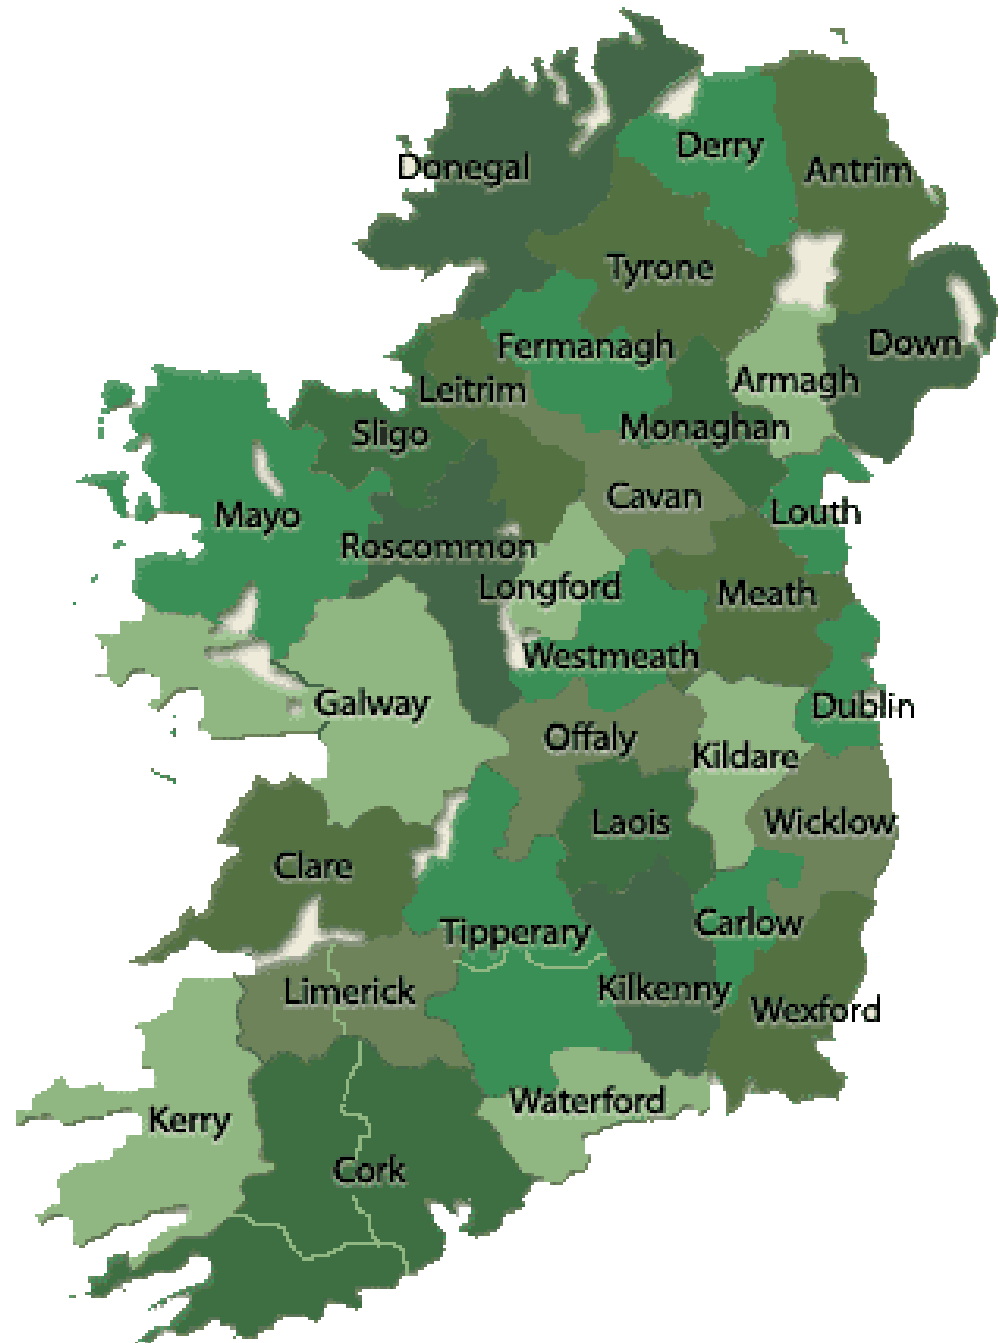 Derry
Donegal
Antrim
Tyrone
Down
Fermanagh
Armagh
Leitrim
Monaghan
Sligo
Cavan
Louth
Mayo
Roscommon
Longford
Meath
Westmeath
Galway
Dublin
Offaly
Kildare
Laois
Wicklow
Clare
Carlow
Tipperary
Kilkenny
Limerick
Wexford
Waterford
Kerry
Cork